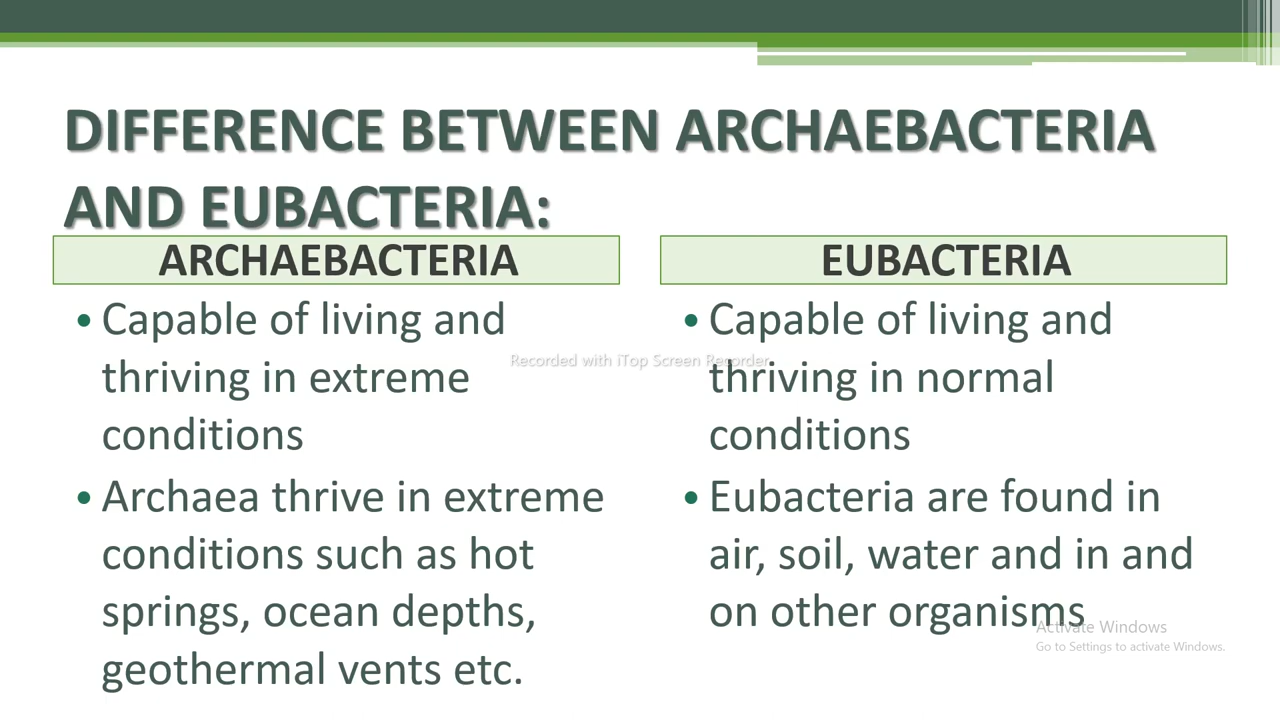 DIFFERENCE BETWEEN ARCHAEBACTERIA
AND EUBACTERIA:
ARCHAEBACTERIA
• Capable of living and
thriving in extreme
conditions
• Archaea thrive in extreme
conditions such as hot
springs, ocean depths,
geothermal vents etc.
EUBACTERIA
• Capable of living and
thriving in normal
conditions
• Eubacteria are found in
air, soil, water and in and
on other organisms
Recorded with iTop Screen Recorder
Activate Windows
Go to Settings to activate Windows.